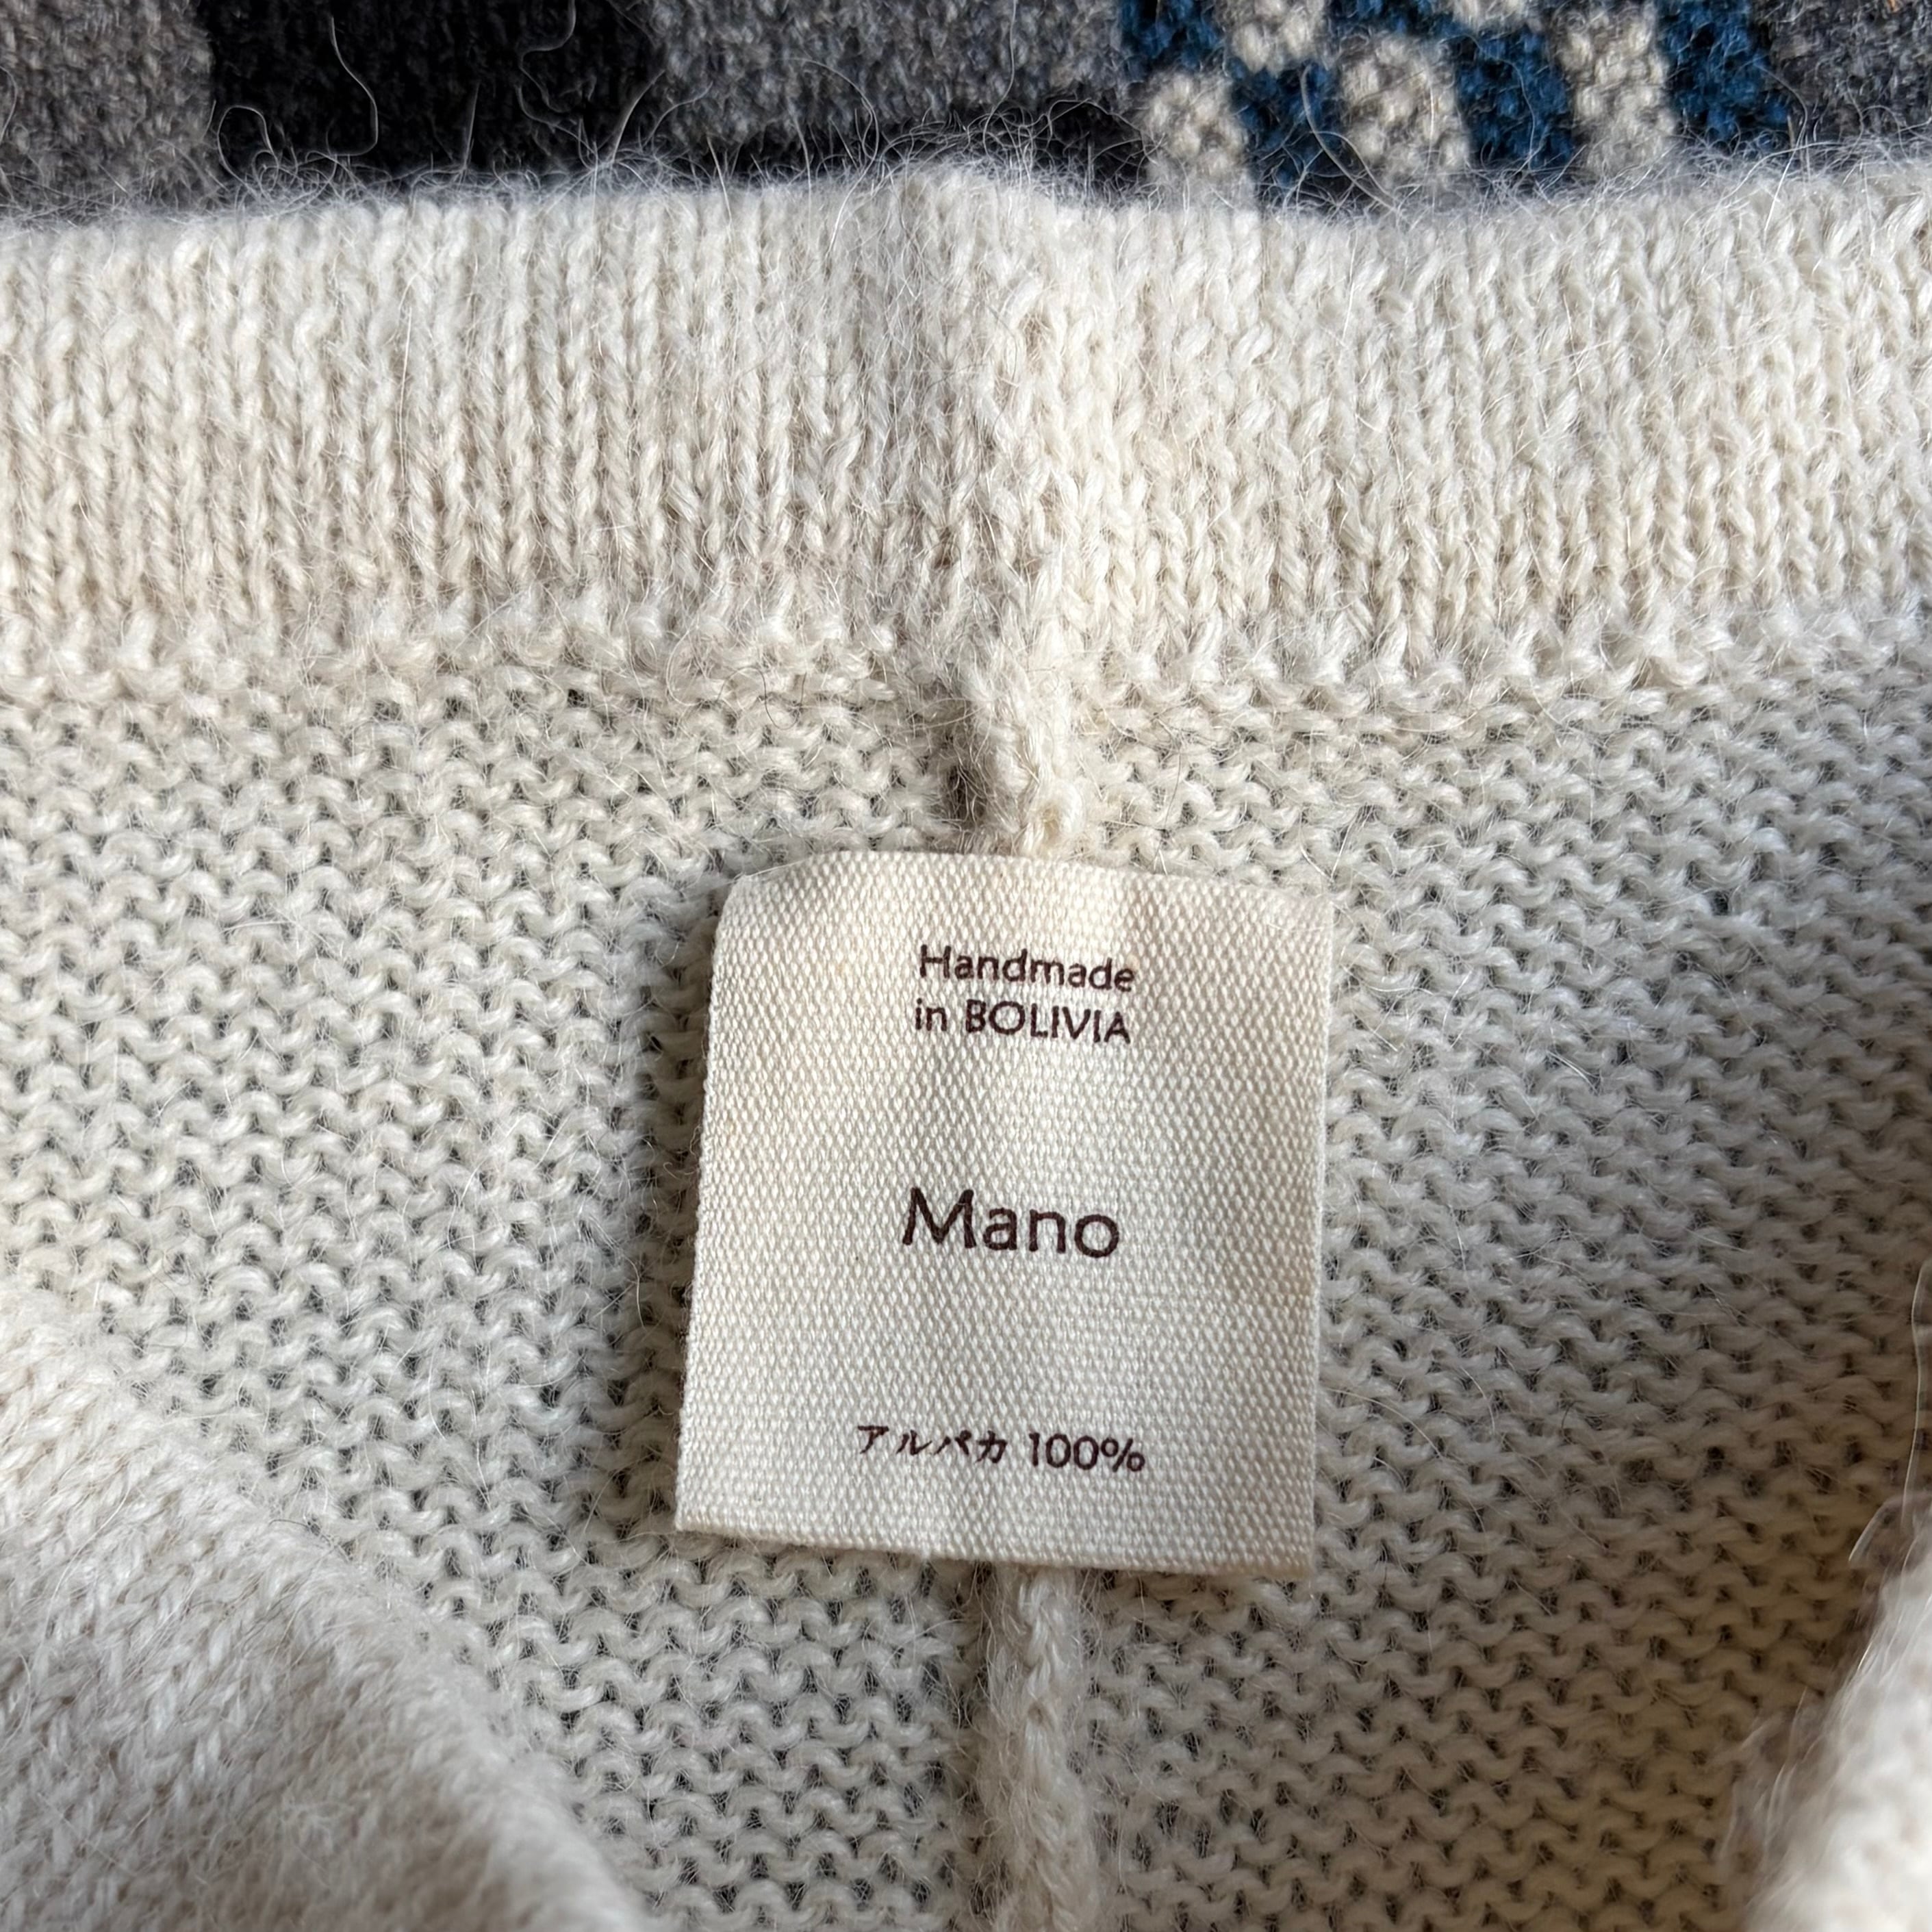 Handmade
in BOLIVIA
Mano
アルパカ 100%